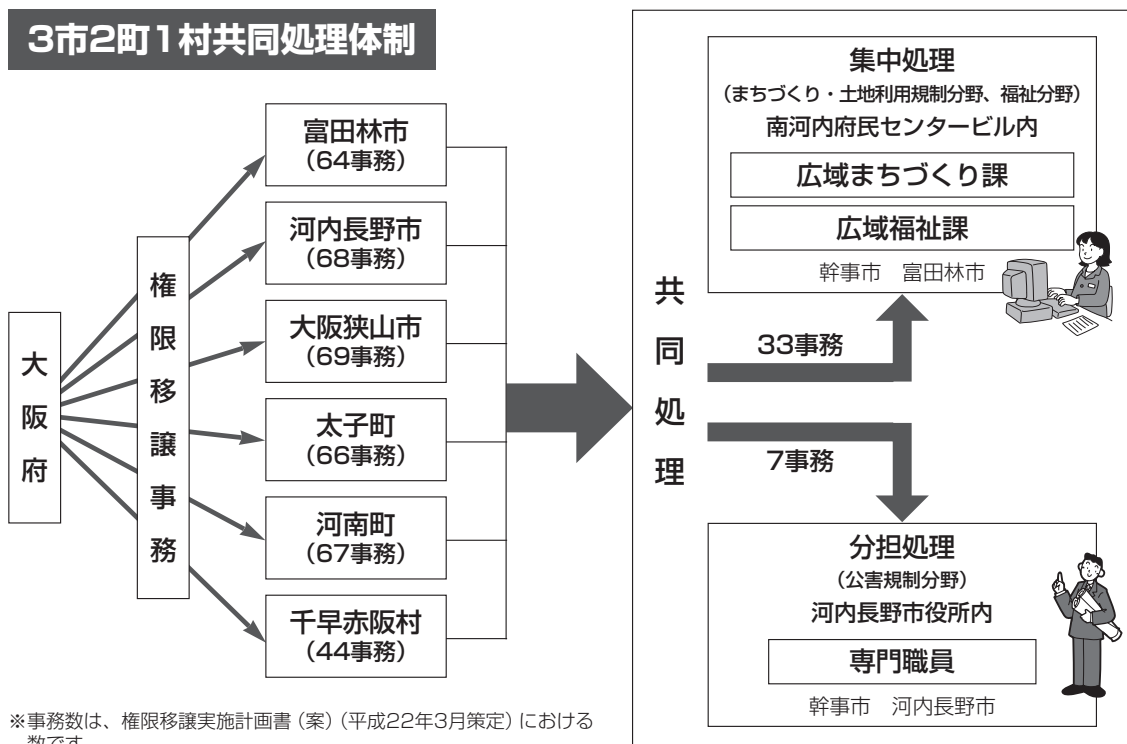 3市2町1村共同処理体制
大阪府
権限移譲事務
富田林市
(64事務)
河内長野市
(68事務)
大阪狭山市
(69事務)
太子町
(66事務)
河南町
(67事務)
千早赤阪村
(44事務)
共同処理
集中処理
(まちづくり・土地利用規制分野、福祉分野)
南河内府民センタービル内
広域まちづくり課
広域福祉課
幹事市 富田林市
33事務
7事務
分担処理
(公害規制分野)
河内長野市役所内
専門職員
幹事市 河内長野市
※事務数は、権限移譲実施計画書(案)(平成22年3月策定)における
数です